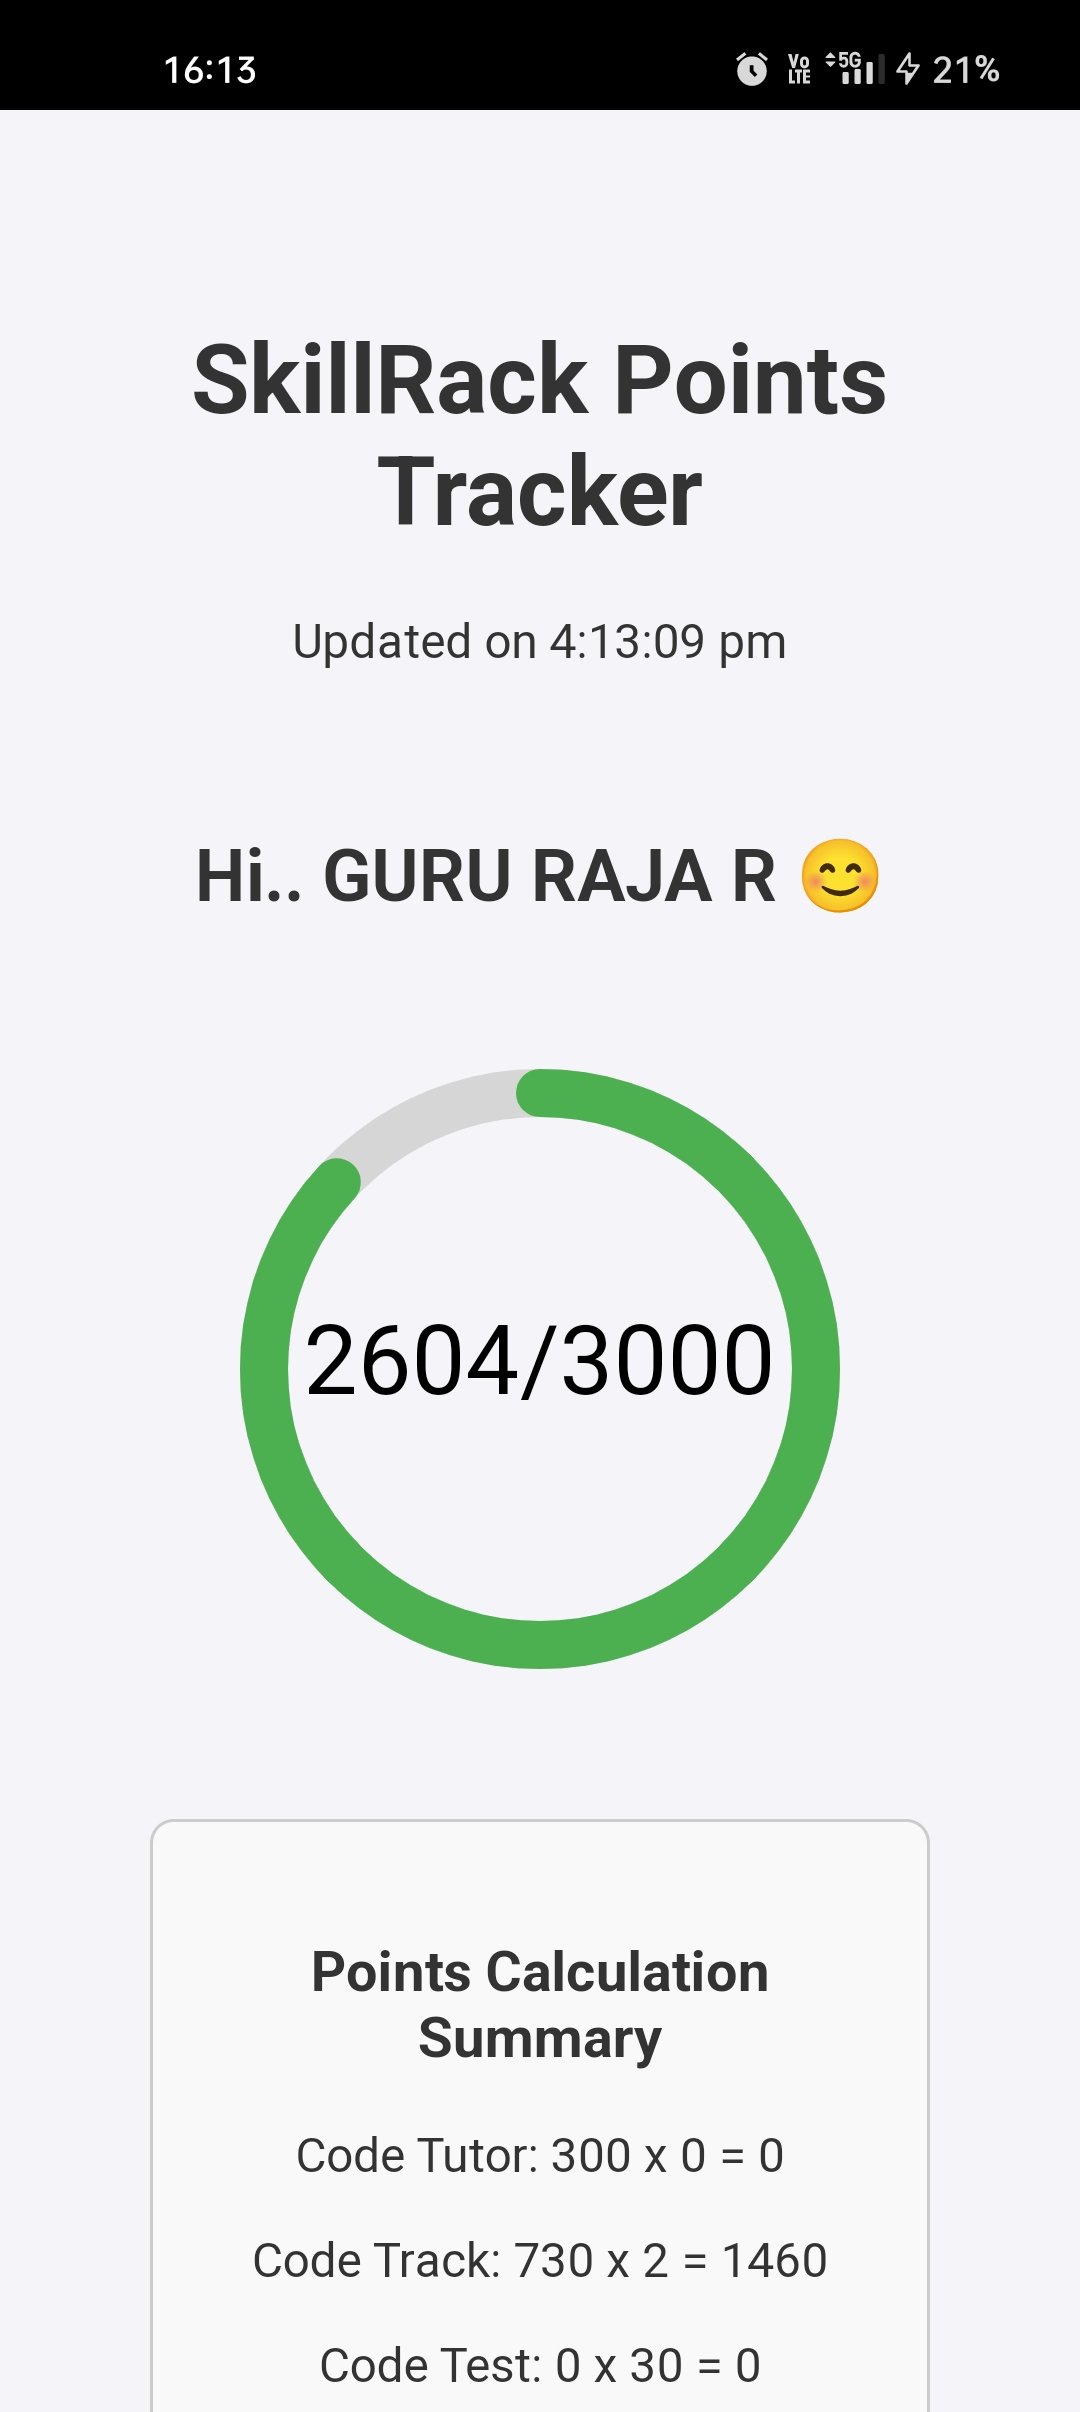 16:13
Vo LTE 5G 21%
SkillRack Points
Tracker
Updated on 4:13:09 pm
Hi.. GURU RAJA R 😊
2604/3000
Points Calculation
Summary
Code Tutor: 300 x 0 = 0
Code Track: 730 x 2 = 1460
Code Test: 0 x 30 = 0